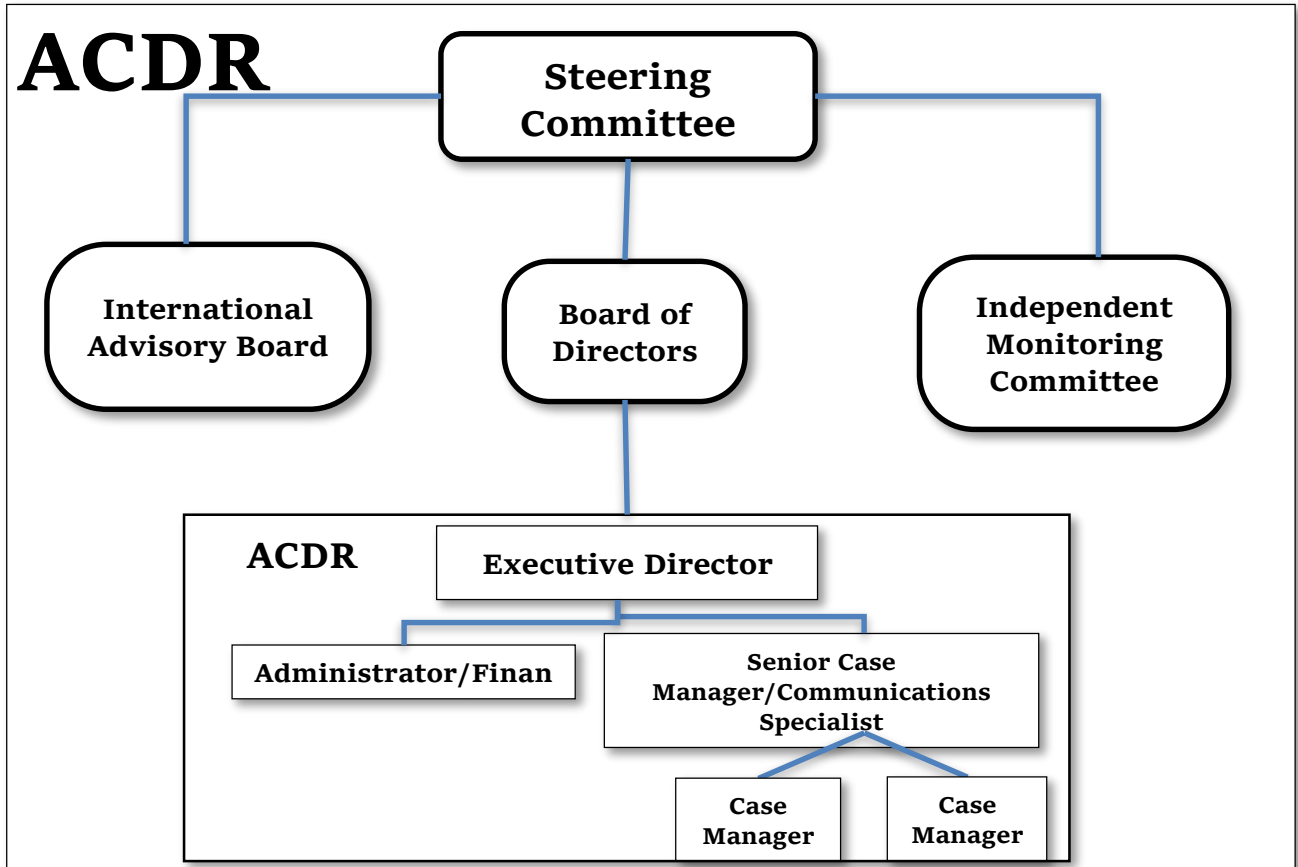 ACDR
Steering
Committee
International
Advisory Board
Board of
Directors
Independent
Monitoring
Committee
ACDR
Executive Director
Administrator/Finan
Senior Case
Manager/Communications
Specialist
Case
Manager
Case
Manager